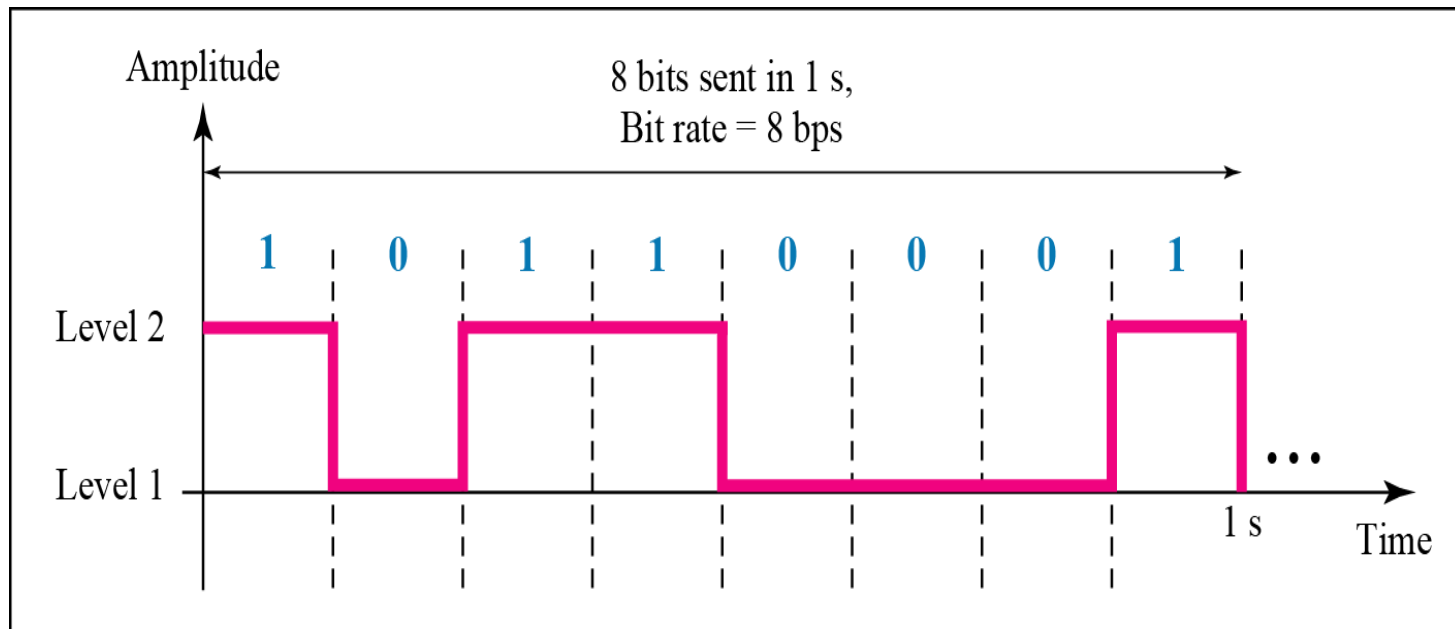 Amplitude
8 bits sent in 1 s,
Bit rate = 8 bps
1 0 1 1 0 0 0 1
Level 2
Level 1
...
1 s
Time